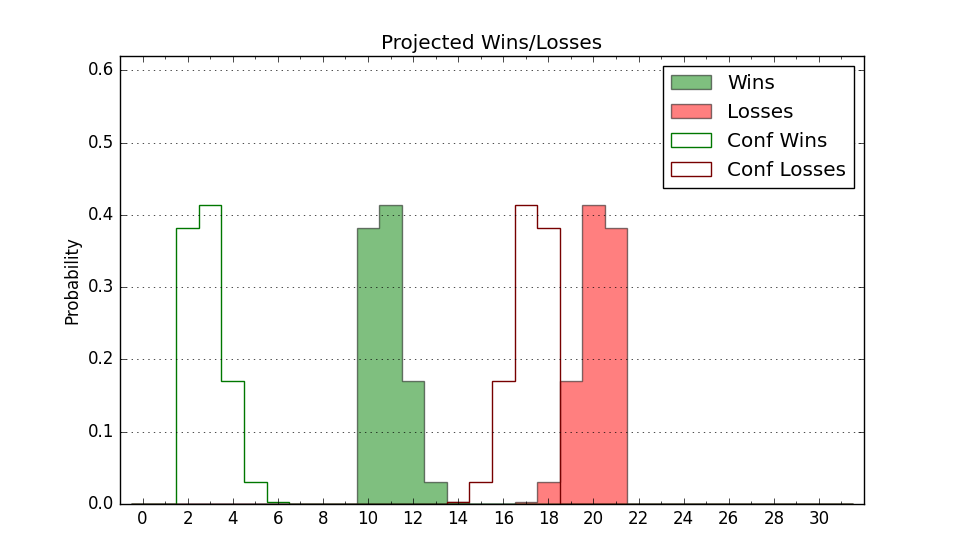 Projected Wins/Losses
0.6
0.5
0.4
0.3
0.2
0.1
0.0
Probability
Wins
Losses
Conf Wins
Conf Losses
0 2 4 6 8 10 12 14 16 18 20 22 24 26 28 30